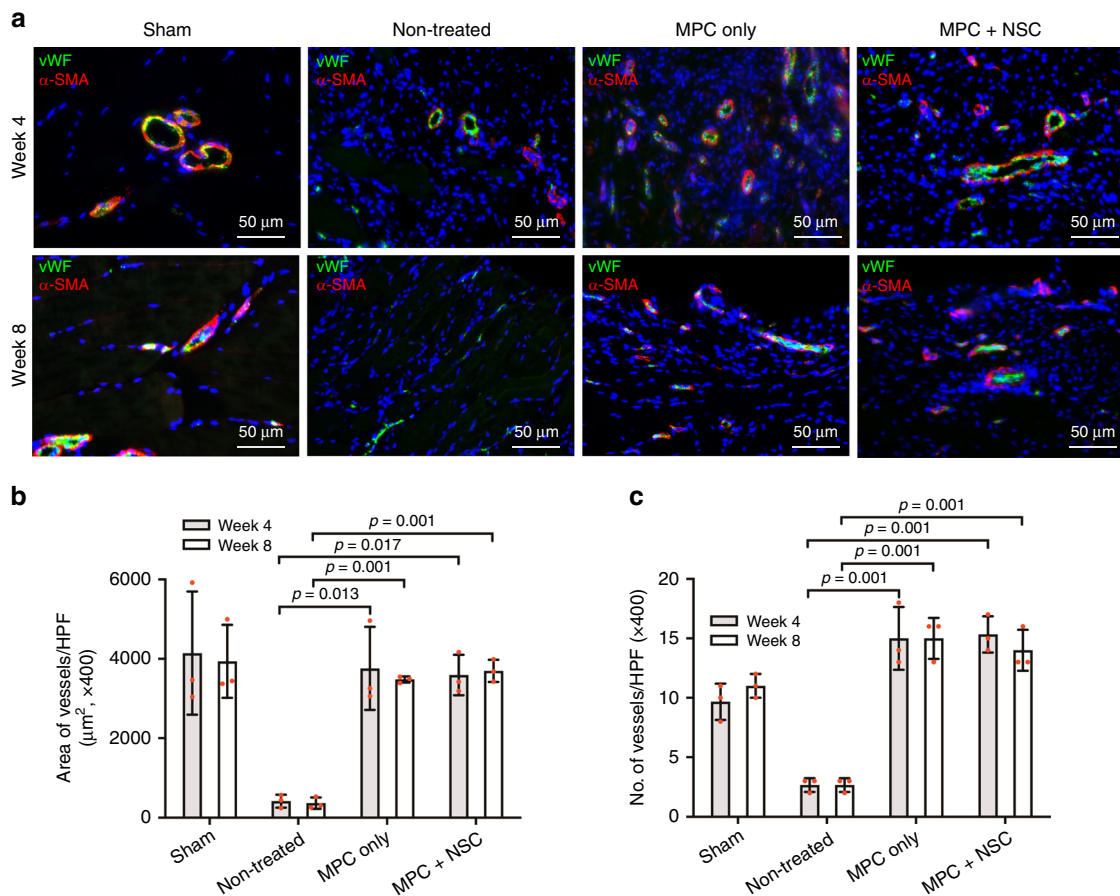 a
Sham
Non-treated
MPC only
MPC + NSC
Week 4
vWF
α-SMA
50 μm
vWF
α-SMA
50 μm
vWF
α-SMA
50 μm
vWF
α-SMA
50 μm
Week 8
vWF
α-SMA
50 μm
vWF
α-SMA
50 μm
vWF
α-SMA
50 μm
vWF
α-SMA
50 μm
b
Week 4
Week 8
p = 0.001
p = 0.017
p = 0.001
p = 0.013
Area of vessels/HPF
(μm², ×400)
6000
4000
2000
0
Sham
Non-treated
MPC only
MPC + NSC
c
p = 0.001
p = 0.001
p = 0.001
p = 0.001
Week 4
Week 8
No. of vessels/HPF (×400)
20
15
10
5
0
Sham
Non-treated
MPC only
MPC + NSC